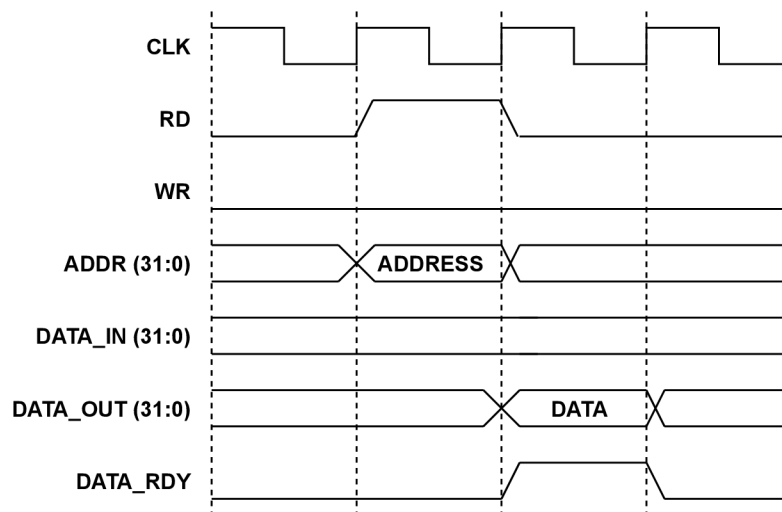 CLK
RD
WR
ADDR (31:0)
ADDRESS
DATA_IN (31:0)
DATA_OUT (31:0)
DATA
DATA_RDY